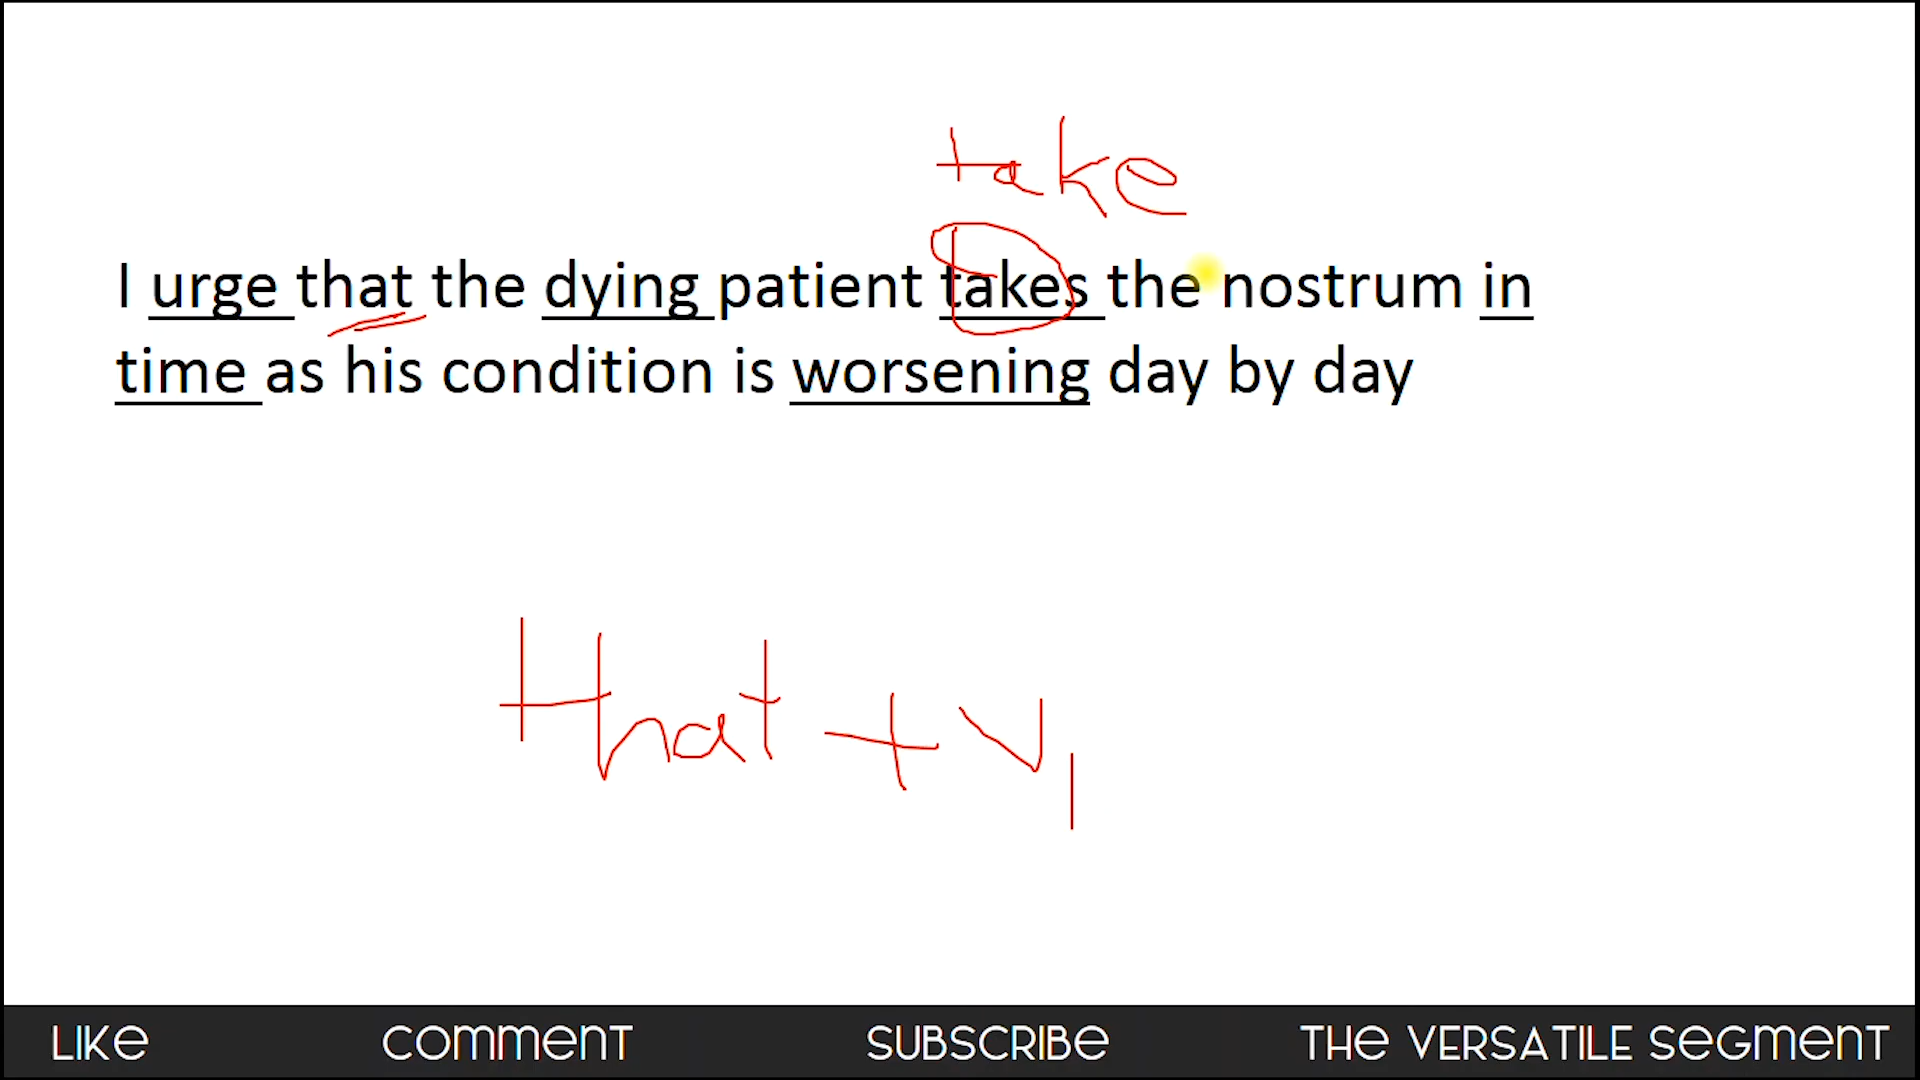 take
I urge that the dying patient takes the nostrum in
time as his condition is worsening day by day
that + V1
LIKE COMMENT SUBSCRIBE THE VERSATILE SEGMENT